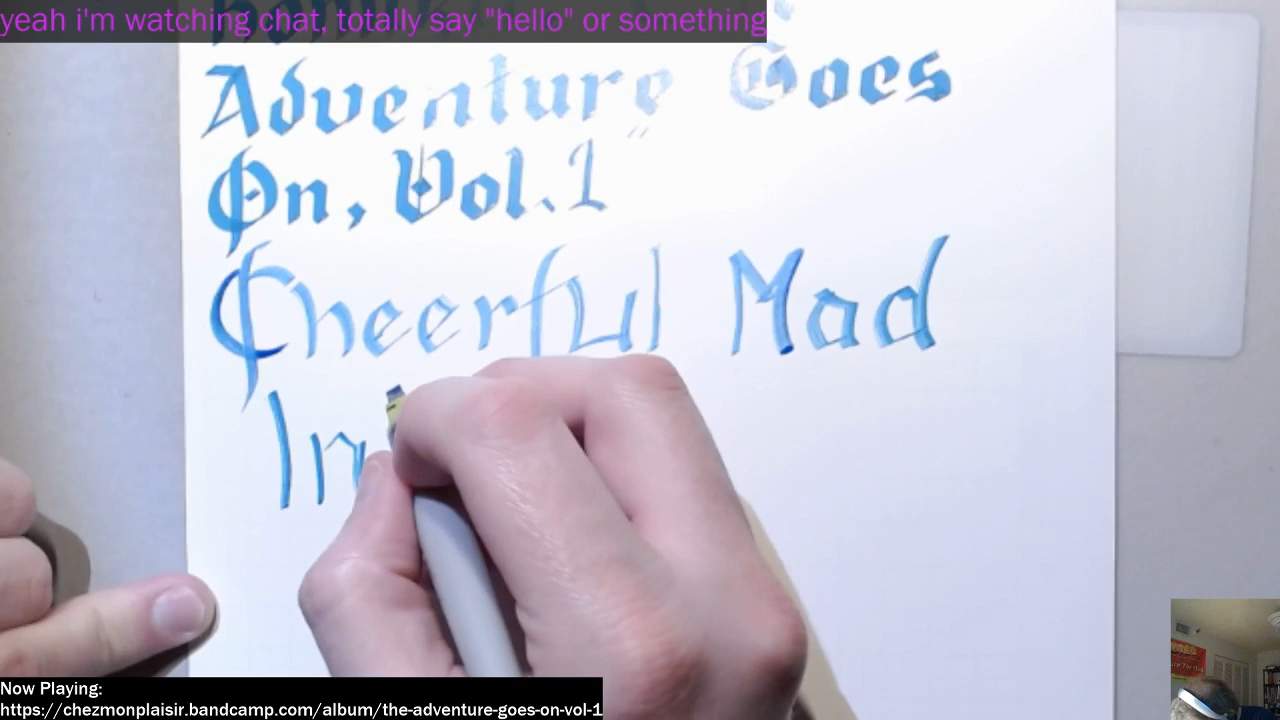 yeah i'm watching chat, totally say "hello" or something
Adventure Goes
On, Vol. 1"
Cheerful Mad
In
Now Playing:
https://chezmonplaisir.bandcamp.com/album/the-adventure-goes-on-vol-1